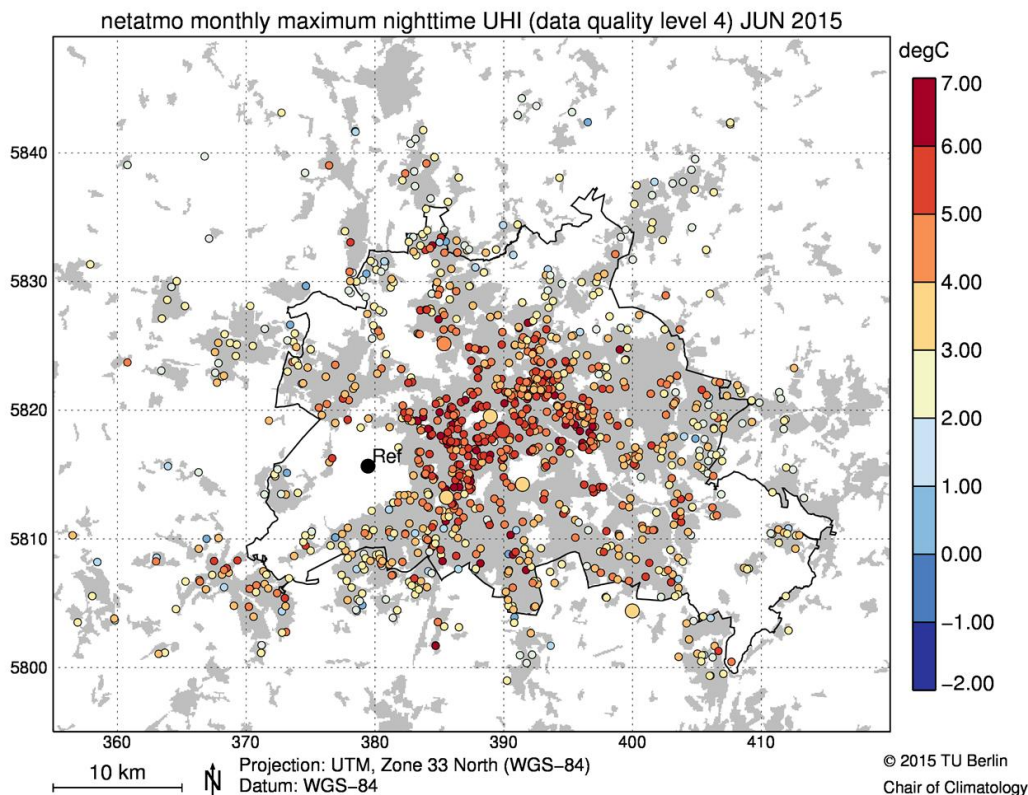 netatmo monthly maximum nighttime UHI (data quality level 4) JUN 2015
degC
7.00
6.00
5.00
4.00
3.00
2.00
1.00
0.00
−1.00
−2.00
5840
5830
5820
5810
5800
Ref
360 370 380 390 400 410
10 km
N
Projection: UTM, Zone 33 North (WGS−84)
Datum: WGS−84
© 2015 TU Berlin
Chair of Climatology